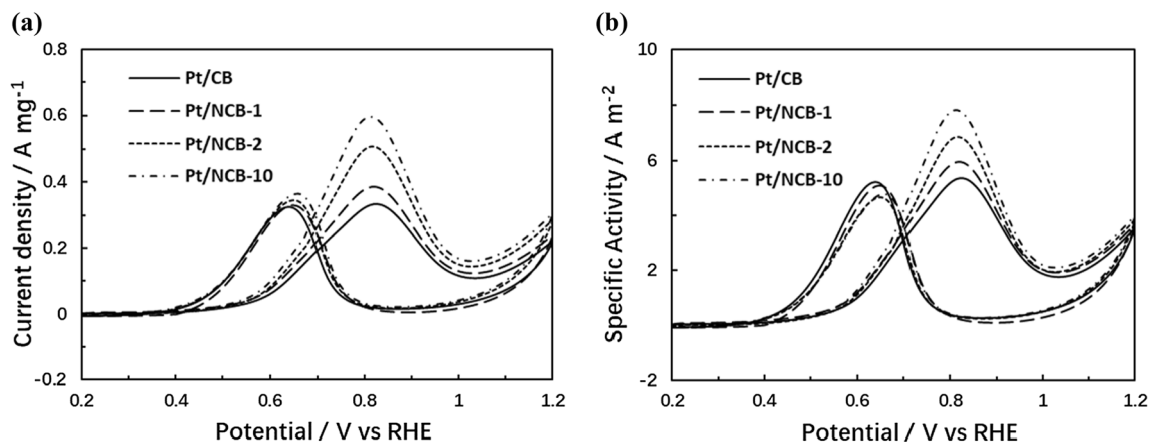 (a)
0.8
0.6
0.4
0.2
0
-0.2
Current density / A mg⁻¹
Pt/CB
Pt/NCB-1
Pt/NCB-2
Pt/NCB-10
0.2 0.4 0.6 0.8 1 1.2
Potential / V vs RHE
(b)
10
6
2
-2
Specific Activity / A m⁻²
Pt/CB
Pt/NCB-1
Pt/NCB-2
Pt/NCB-10
0.2 0.4 0.6 0.8 1 1.2
Potential / V vs RHE